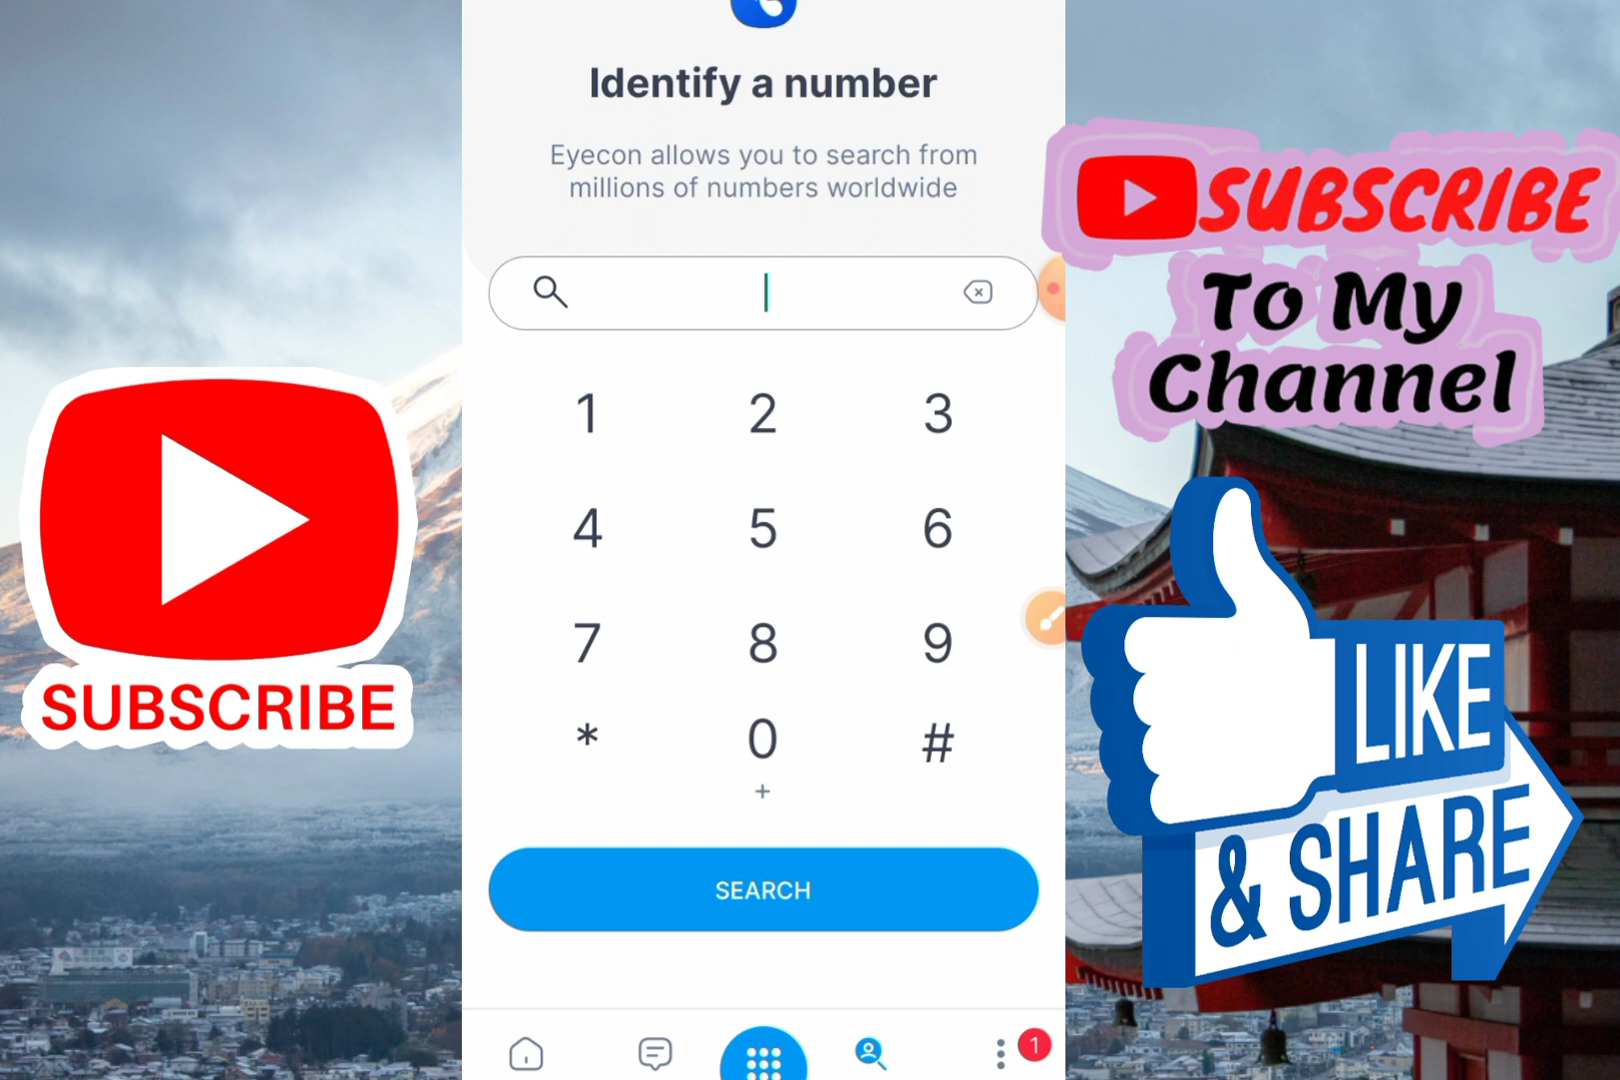 SUBSCRIBE
Identify a number
Eyecon allows you to search from
millions of numbers worldwide
1 2 3
4 5 6
7 8 9
* 0 #
+
SEARCH
1
SUBSCRIBE
To My
Channel
LIKE
& SHARE